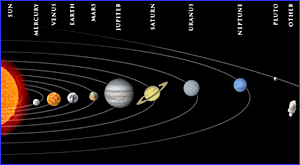 SUN
MERCURY
VENUS
EARTH
MARS
JUPITER
SATURN
URANUS
NEPTUNE
PLUTO
OTHER